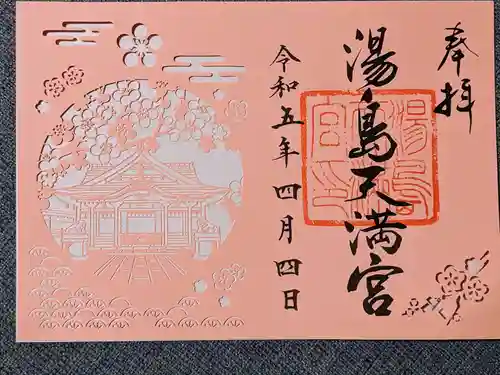 奉拝
湯島天満宮
令和五年四月四日